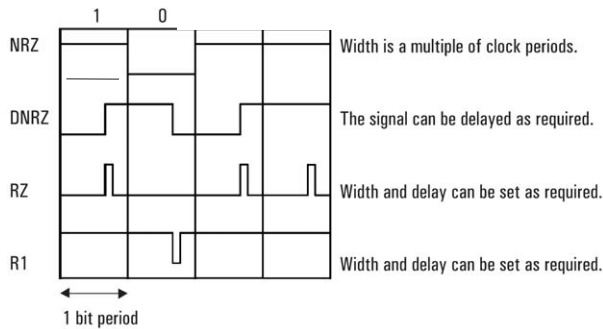 1 0
NRZ Width is a multiple of clock periods.
DNRZ The signal can be delayed as required.
RZ Width and delay can be set as required.
R1 Width and delay can be set as required.
1 bit period